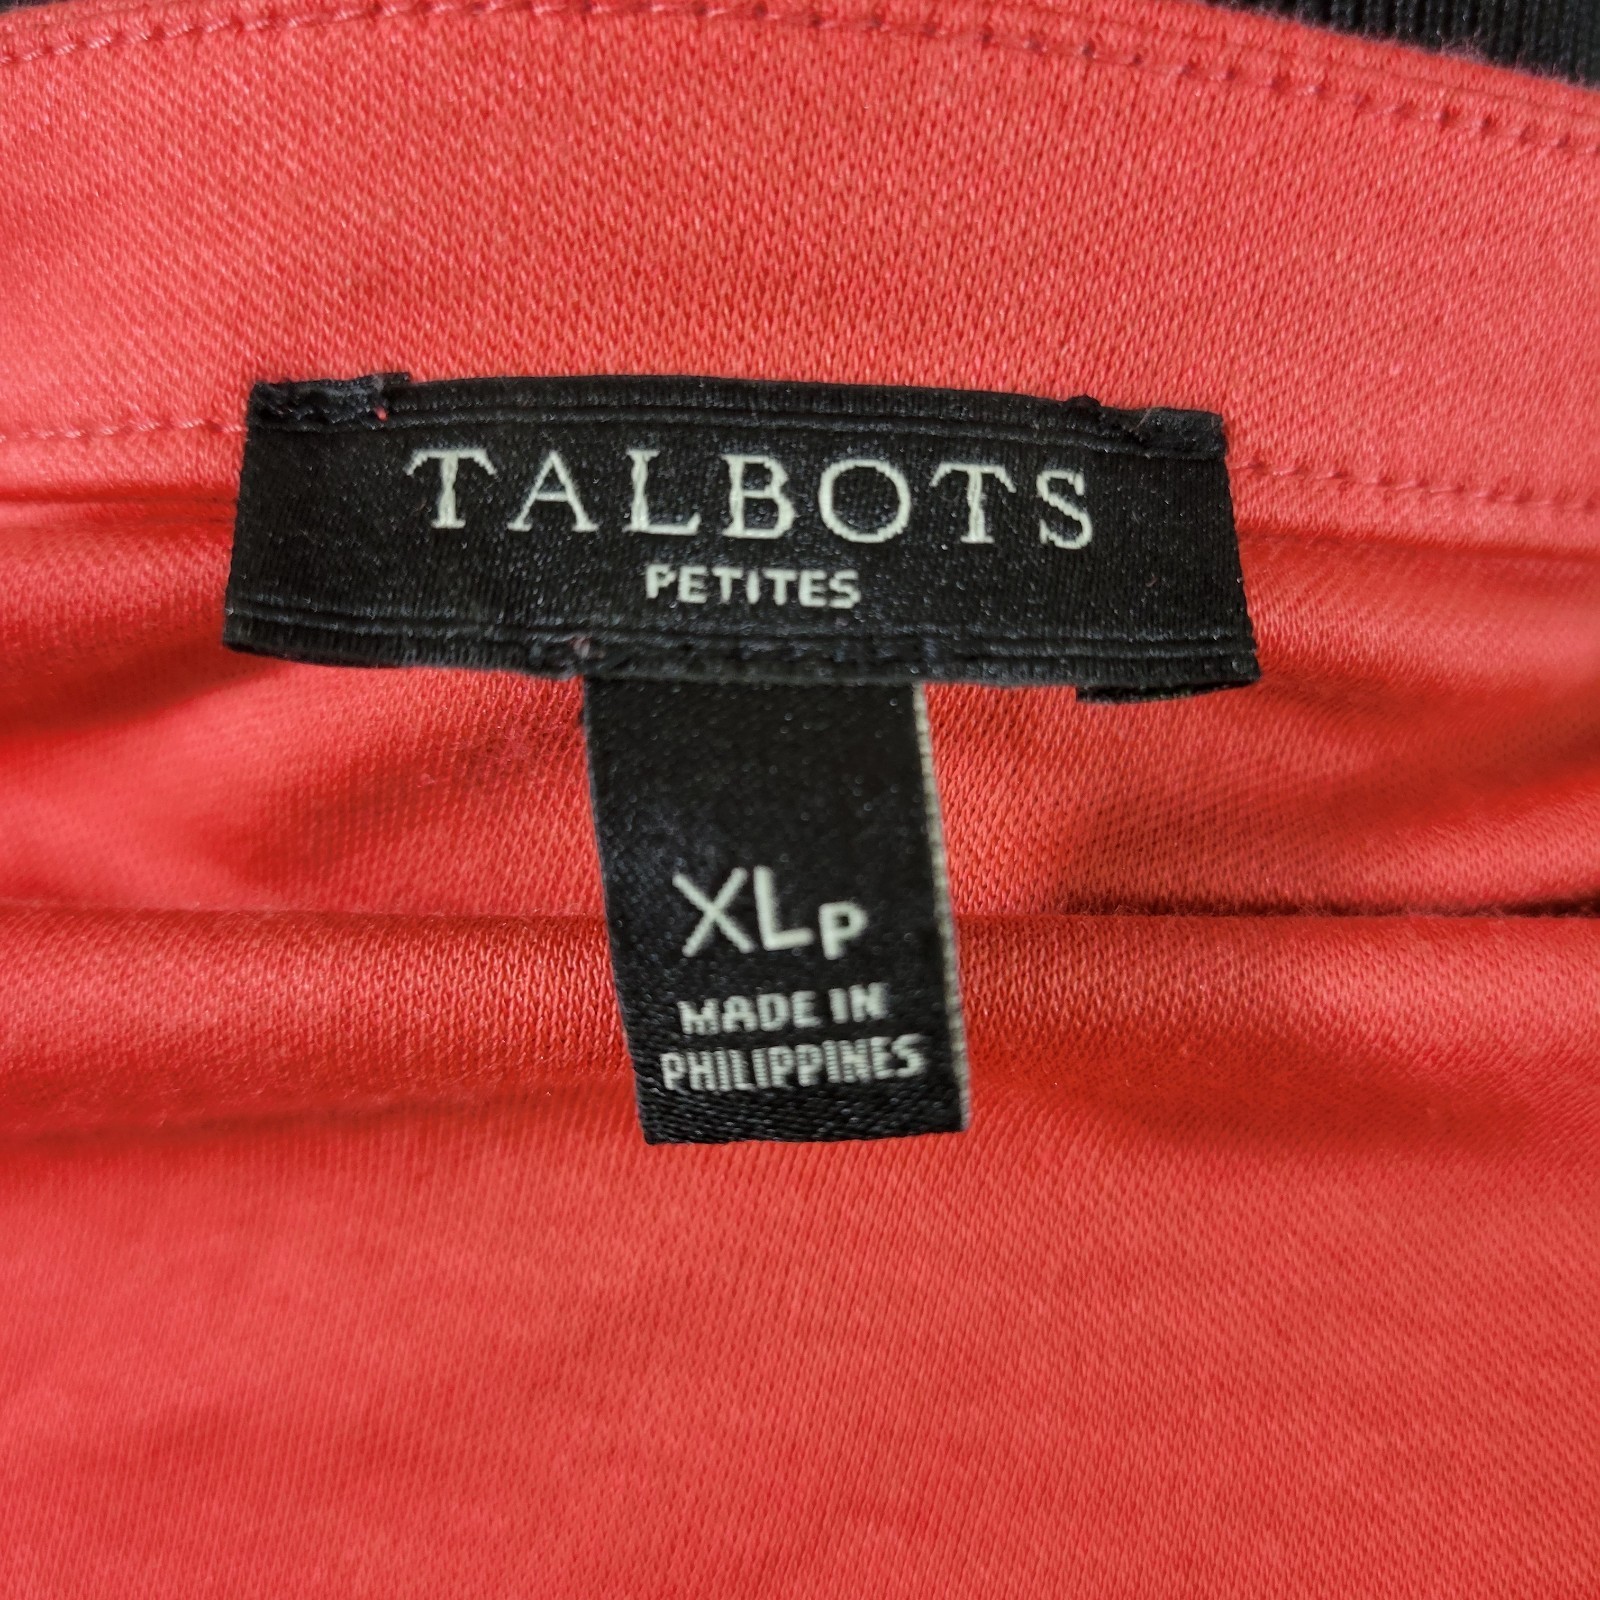 TALBOTS
PETITES
XLP
MADE IN
PHILIPPINES